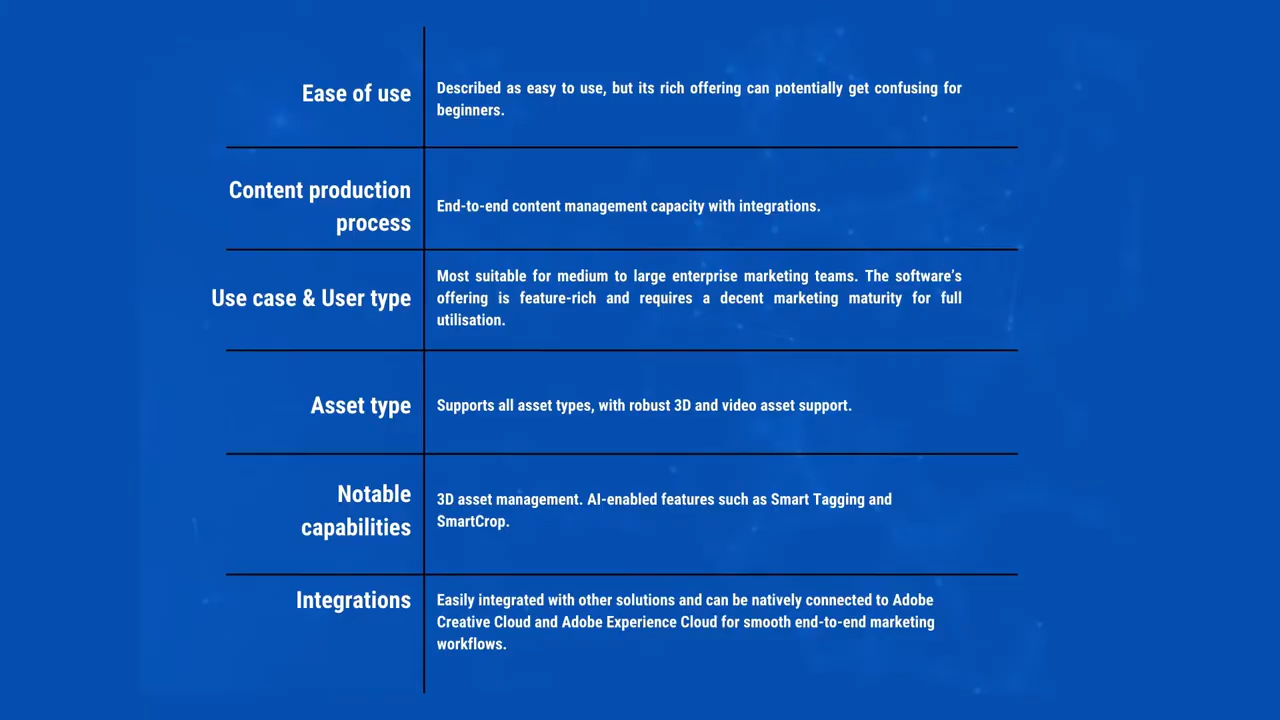 Ease of use
Described as easy to use, but its rich offering can potentially get confusing for
beginners.
Content production
process
End-to-end content management capacity with integrations.
Use case & User type
Most suitable for medium to large enterprise marketing teams. The software's
offering is feature-rich and requires a decent marketing maturity for full
utilisation.
Asset type
Supports all asset types, with robust 3D and video asset support.
Notable
capabilities
3D asset management. AI-enabled features such as Smart Tagging and
SmartCrop.
Integrations
Easily integrated with other solutions and can be natively connected to Adobe
Creative Cloud and Adobe Experience Cloud for smooth end-to-end marketing
workflows.